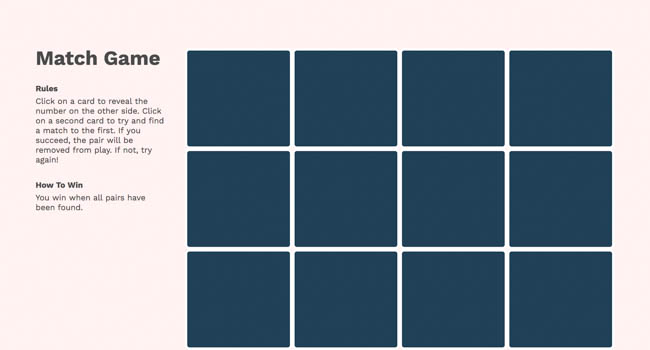 Match Game
Rules
Click on a card to reveal the
number on the other side. Click
on a second card to try and find
a match to the first. If you
succeed, the pair will be
removed from play. If not, try
again!
How To Win
You win when all pairs have
been found.